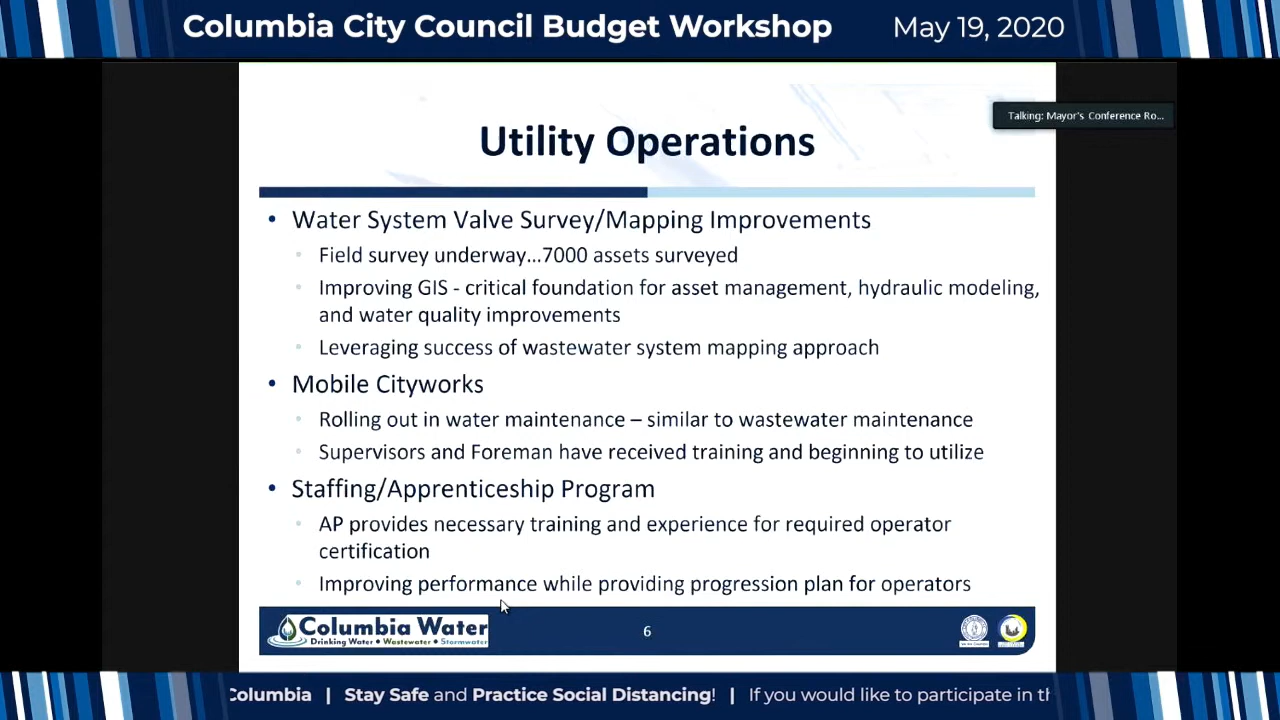 Columbia City Council Budget Workshop May 19, 2020
Talking: Mayor's Conference Ro...
Utility Operations
• Water System Valve Survey/Mapping Improvements
◦ Field survey underway...7000 assets surveyed
◦ Improving GIS - critical foundation for asset management, hydraulic modeling,
and water quality improvements
◦ Leveraging success of wastewater system mapping approach
• Mobile Cityworks
◦ Rolling out in water maintenance – similar to wastewater maintenance
◦ Supervisors and Foreman have received training and beginning to utilize
• Staffing/Apprenticeship Program
◦ AP provides necessary training and experience for required operator
certification
◦ Improving performance while providing progression plan for operators
Columbia Water
Drinking Water • Wastewater • Stormwater
6
Columbia | Stay Safe and Practice Social Distancing! | If you would like to participate in th